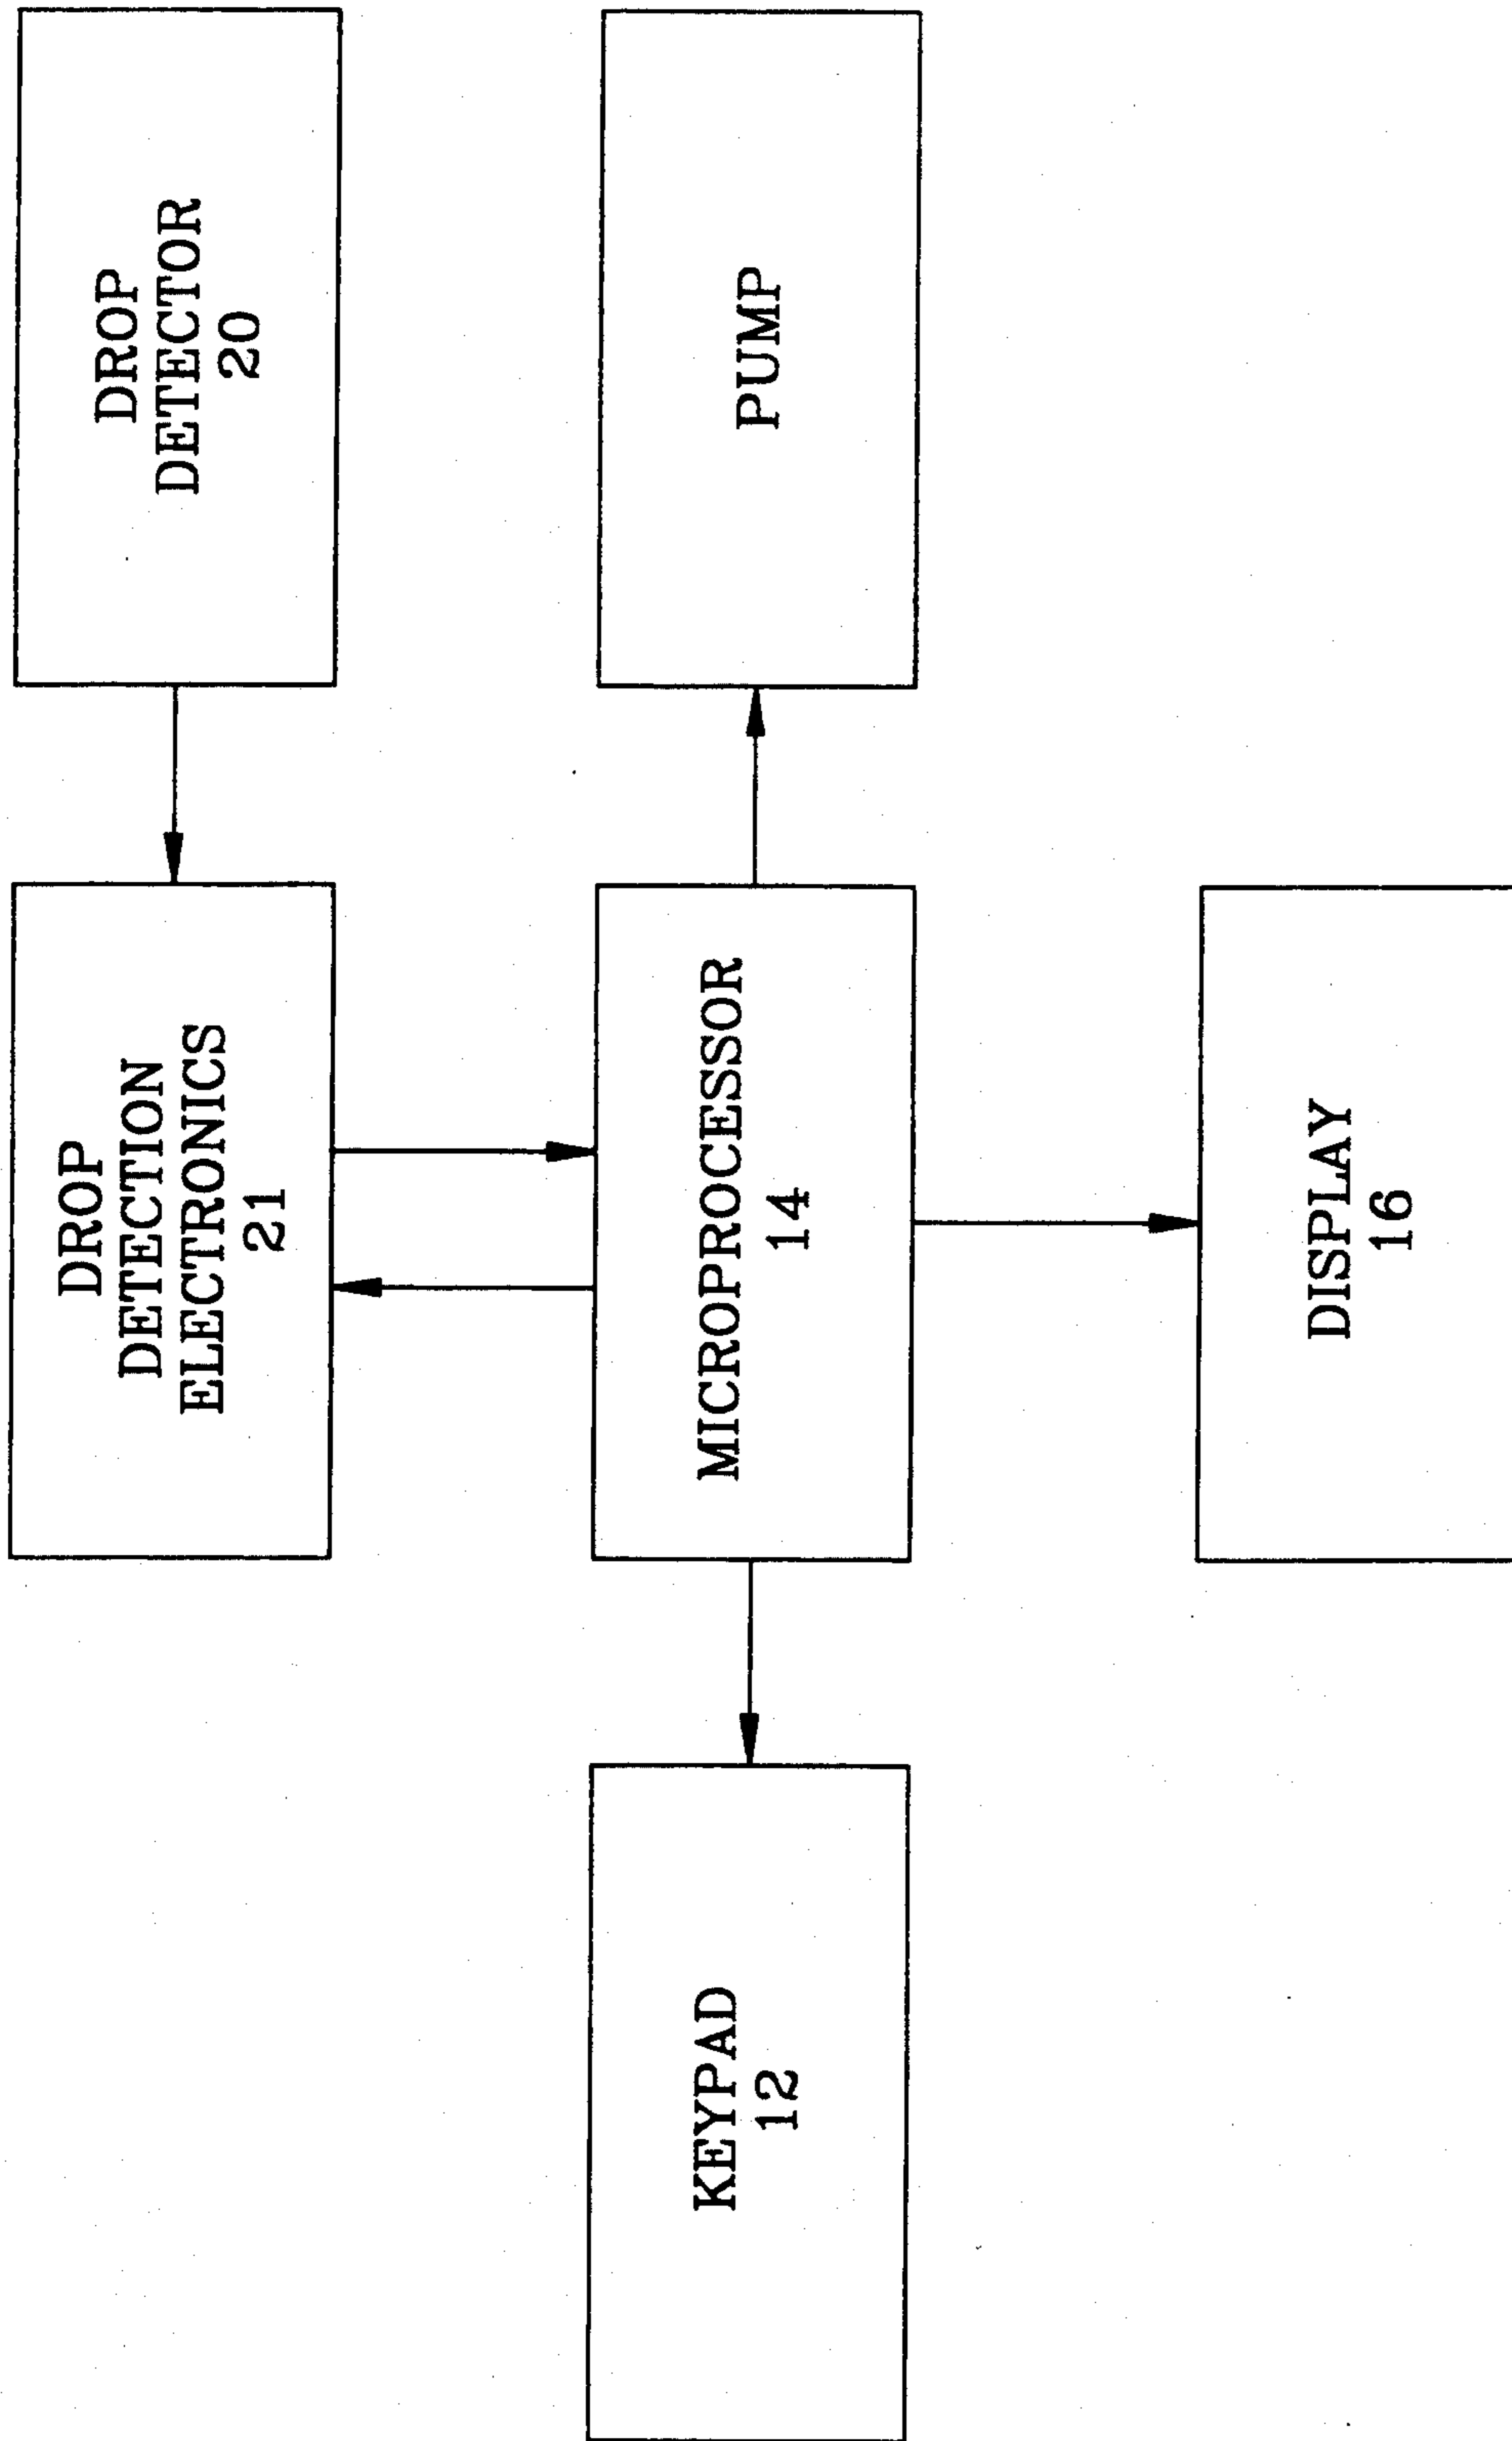 DROP
DETECTION
ELECTRONICS
21
DROP
DETECTOR
20
KEYPAD
12
MICROPROCESSOR
14
PUMP
DISPLAY
16